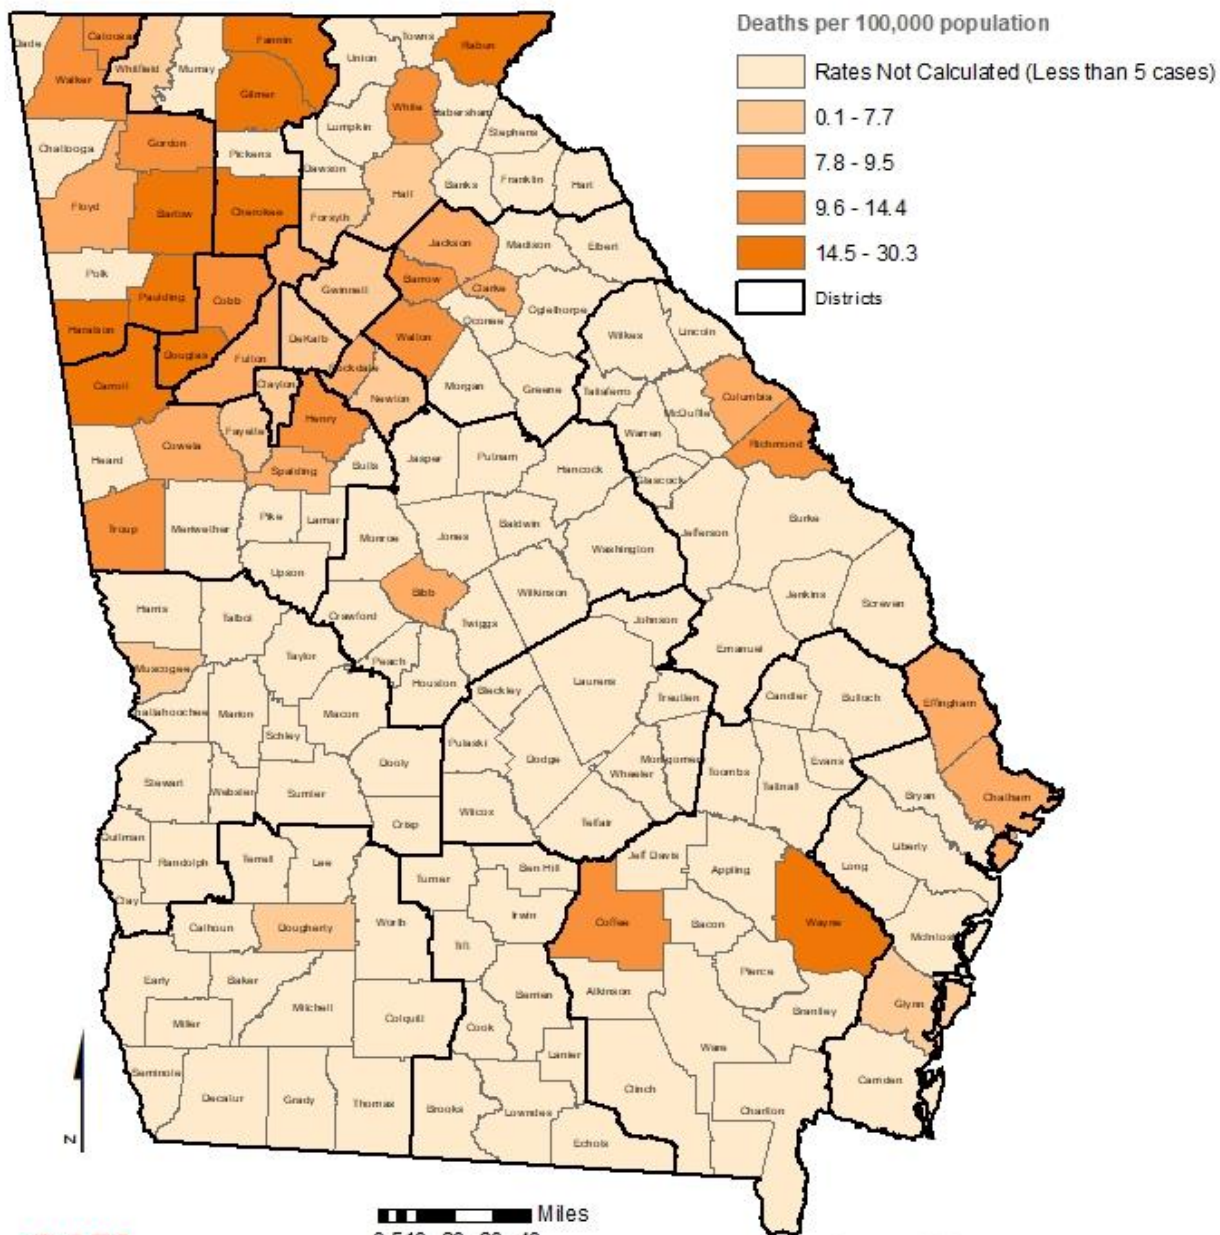 Deaths per 100,000 population
Rates Not Calculated (Less than 5 cases)
0.1 - 7.7
7.8 - 9.5
9.6 - 14.4
14.5 - 30.3
Districts
Dade
Catoosa
Whitfield
Murray
Fannin
Union
Towns
Rabun
Walker
Gilmer
White
Habersham
Lumpkin
Stephens
Gordon
Pickens
Dawson
Banks
Franklin
Hart
Floyd
Bartow
Cherokee
Forsyth
Hall
Jackson
Madison
Elbert
Polk
Paulding
Cobb
Gwinnett
Barrow
Clarke
Oconee
Oglethorpe
Haralson
Douglas
Fulton
DeKalb
Walton
Wilkes
Lincoln
Carroll
Clayton
Rockdale
Newton
Morgan
Greene
Taliaferro
McDuffie
Columbia
Coweta
Fayette
Henry
Warren
Richmond
Heard
Spalding
Butts
Jasper
Putnam
Hancock
Glascock
Troup
Meriwether
Pike
Lamar
Monroe
Jones
Baldwin
Washington
Jefferson
Burke
Upson
Harris
Talbot
Crawford
Bibb
Twiggs
Wilkinson
Johnson
Jenkins
Screven
Muscogee
Taylor
Peach
Houston
Bleckley
Laurens
Treutlen
Emanuel
Candler
Bulloch
Effingham
Marion
Macon
Schley
Pulaski
Dodge
Wheeler
Toombs
Tattnall
Evans
Bryan
Chatham
Stewart
Webster
Sumter
Dooly
Crisp
Wilcox
Telfair
Liberty
Long
Randolph
Terrell
Lee
Turner
Ben Hill
Jeff Davis
Appling
Clay
Calhoun
Dougherty
Worth
Tift
Irwin
Coffee
Bacon
Wayne
Early
Baker
Mitchell
Colquitt
Berrien
Atkinson
Pierce
Brantley
Glynn
Miller
Cook
Lanier
Ware
Seminole
Decatur
Grady
Thomas
Brooks
Lowndes
Echols
Clinch
Charlton
Camden
N
Miles